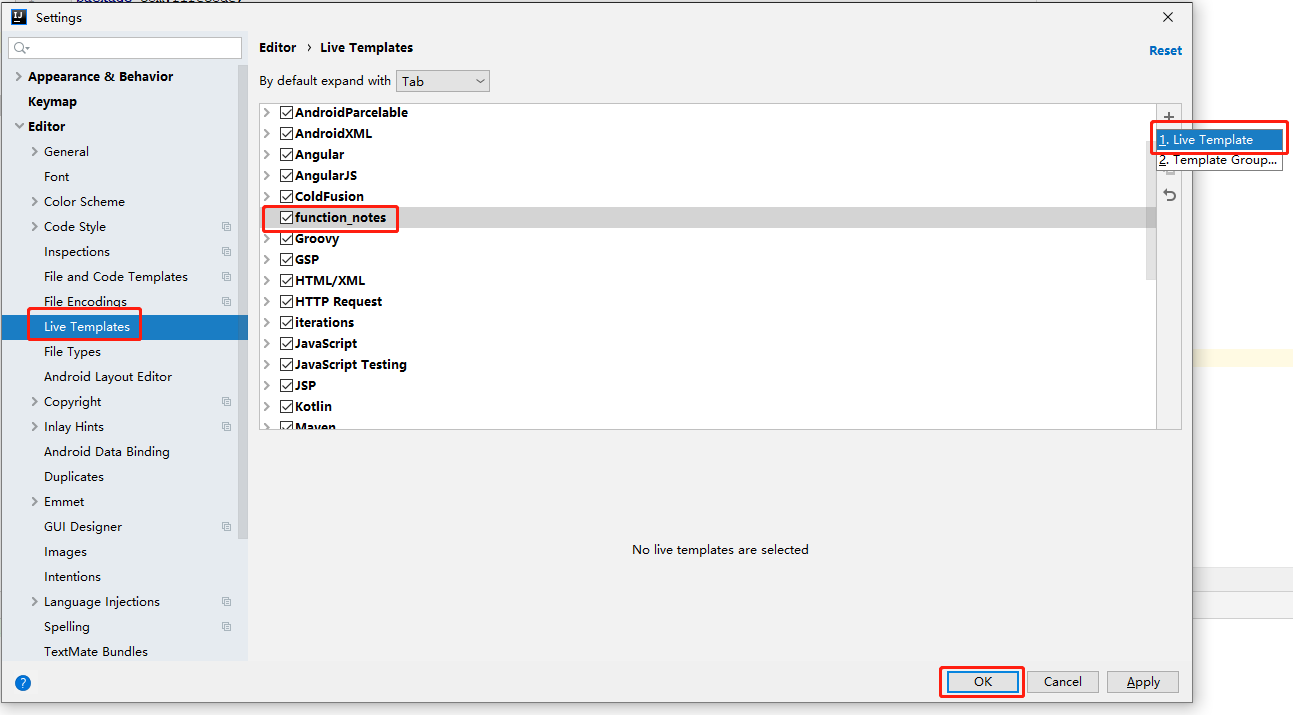 Settings
Appearance & Behavior
Keymap
Editor
General
Font
Color Scheme
Code Style
Inspections
File and Code Templates
File Encodings
Live Templates
File Types
Android Layout Editor
Copyright
Inlay Hints
Android Data Binding
Duplicates
Emmet
GUI Designer
Images
Intentions
Language Injections
Spelling
TextMate Bundles
Editor › Live Templates
Reset
By default expand with Tab
AndroidParcelable
AndroidXML
Angular
AngularJS
ColdFusion
function_notes
Groovy
GSP
HTML/XML
HTTP Request
iterations
JavaScript
JavaScript Testing
JSP
Kotlin
Maven
1. Live Template
2. Template Group...
No live templates are selected
?
OK
Cancel
Apply